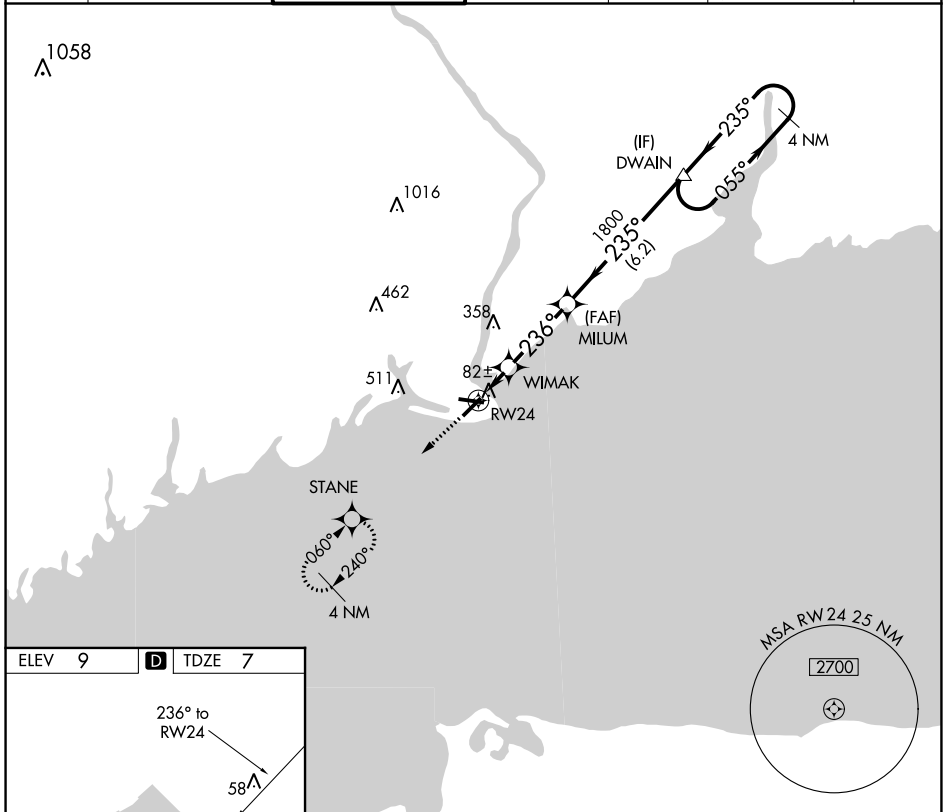 1058
235°
4 NM
(IF)
DWAIN
055°
1016
1800
235°
(6.2)
462
358
236°
(FAF)
MILUM
511
82±
WIMAK
RW24
STANE
060°
240°
4 NM
MSA RW24 25 NM
2700
ELEV 9
D
TDZE 7
236° to
RW24
58